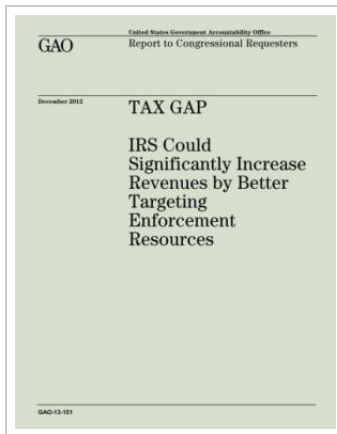 United States Government Accountability Office
GAO
Report to Congressional Requesters
December 2012
TAX GAP
IRS Could
Significantly Increase
Revenues by Better
Targeting
Enforcement
Resources
GAO-13-151